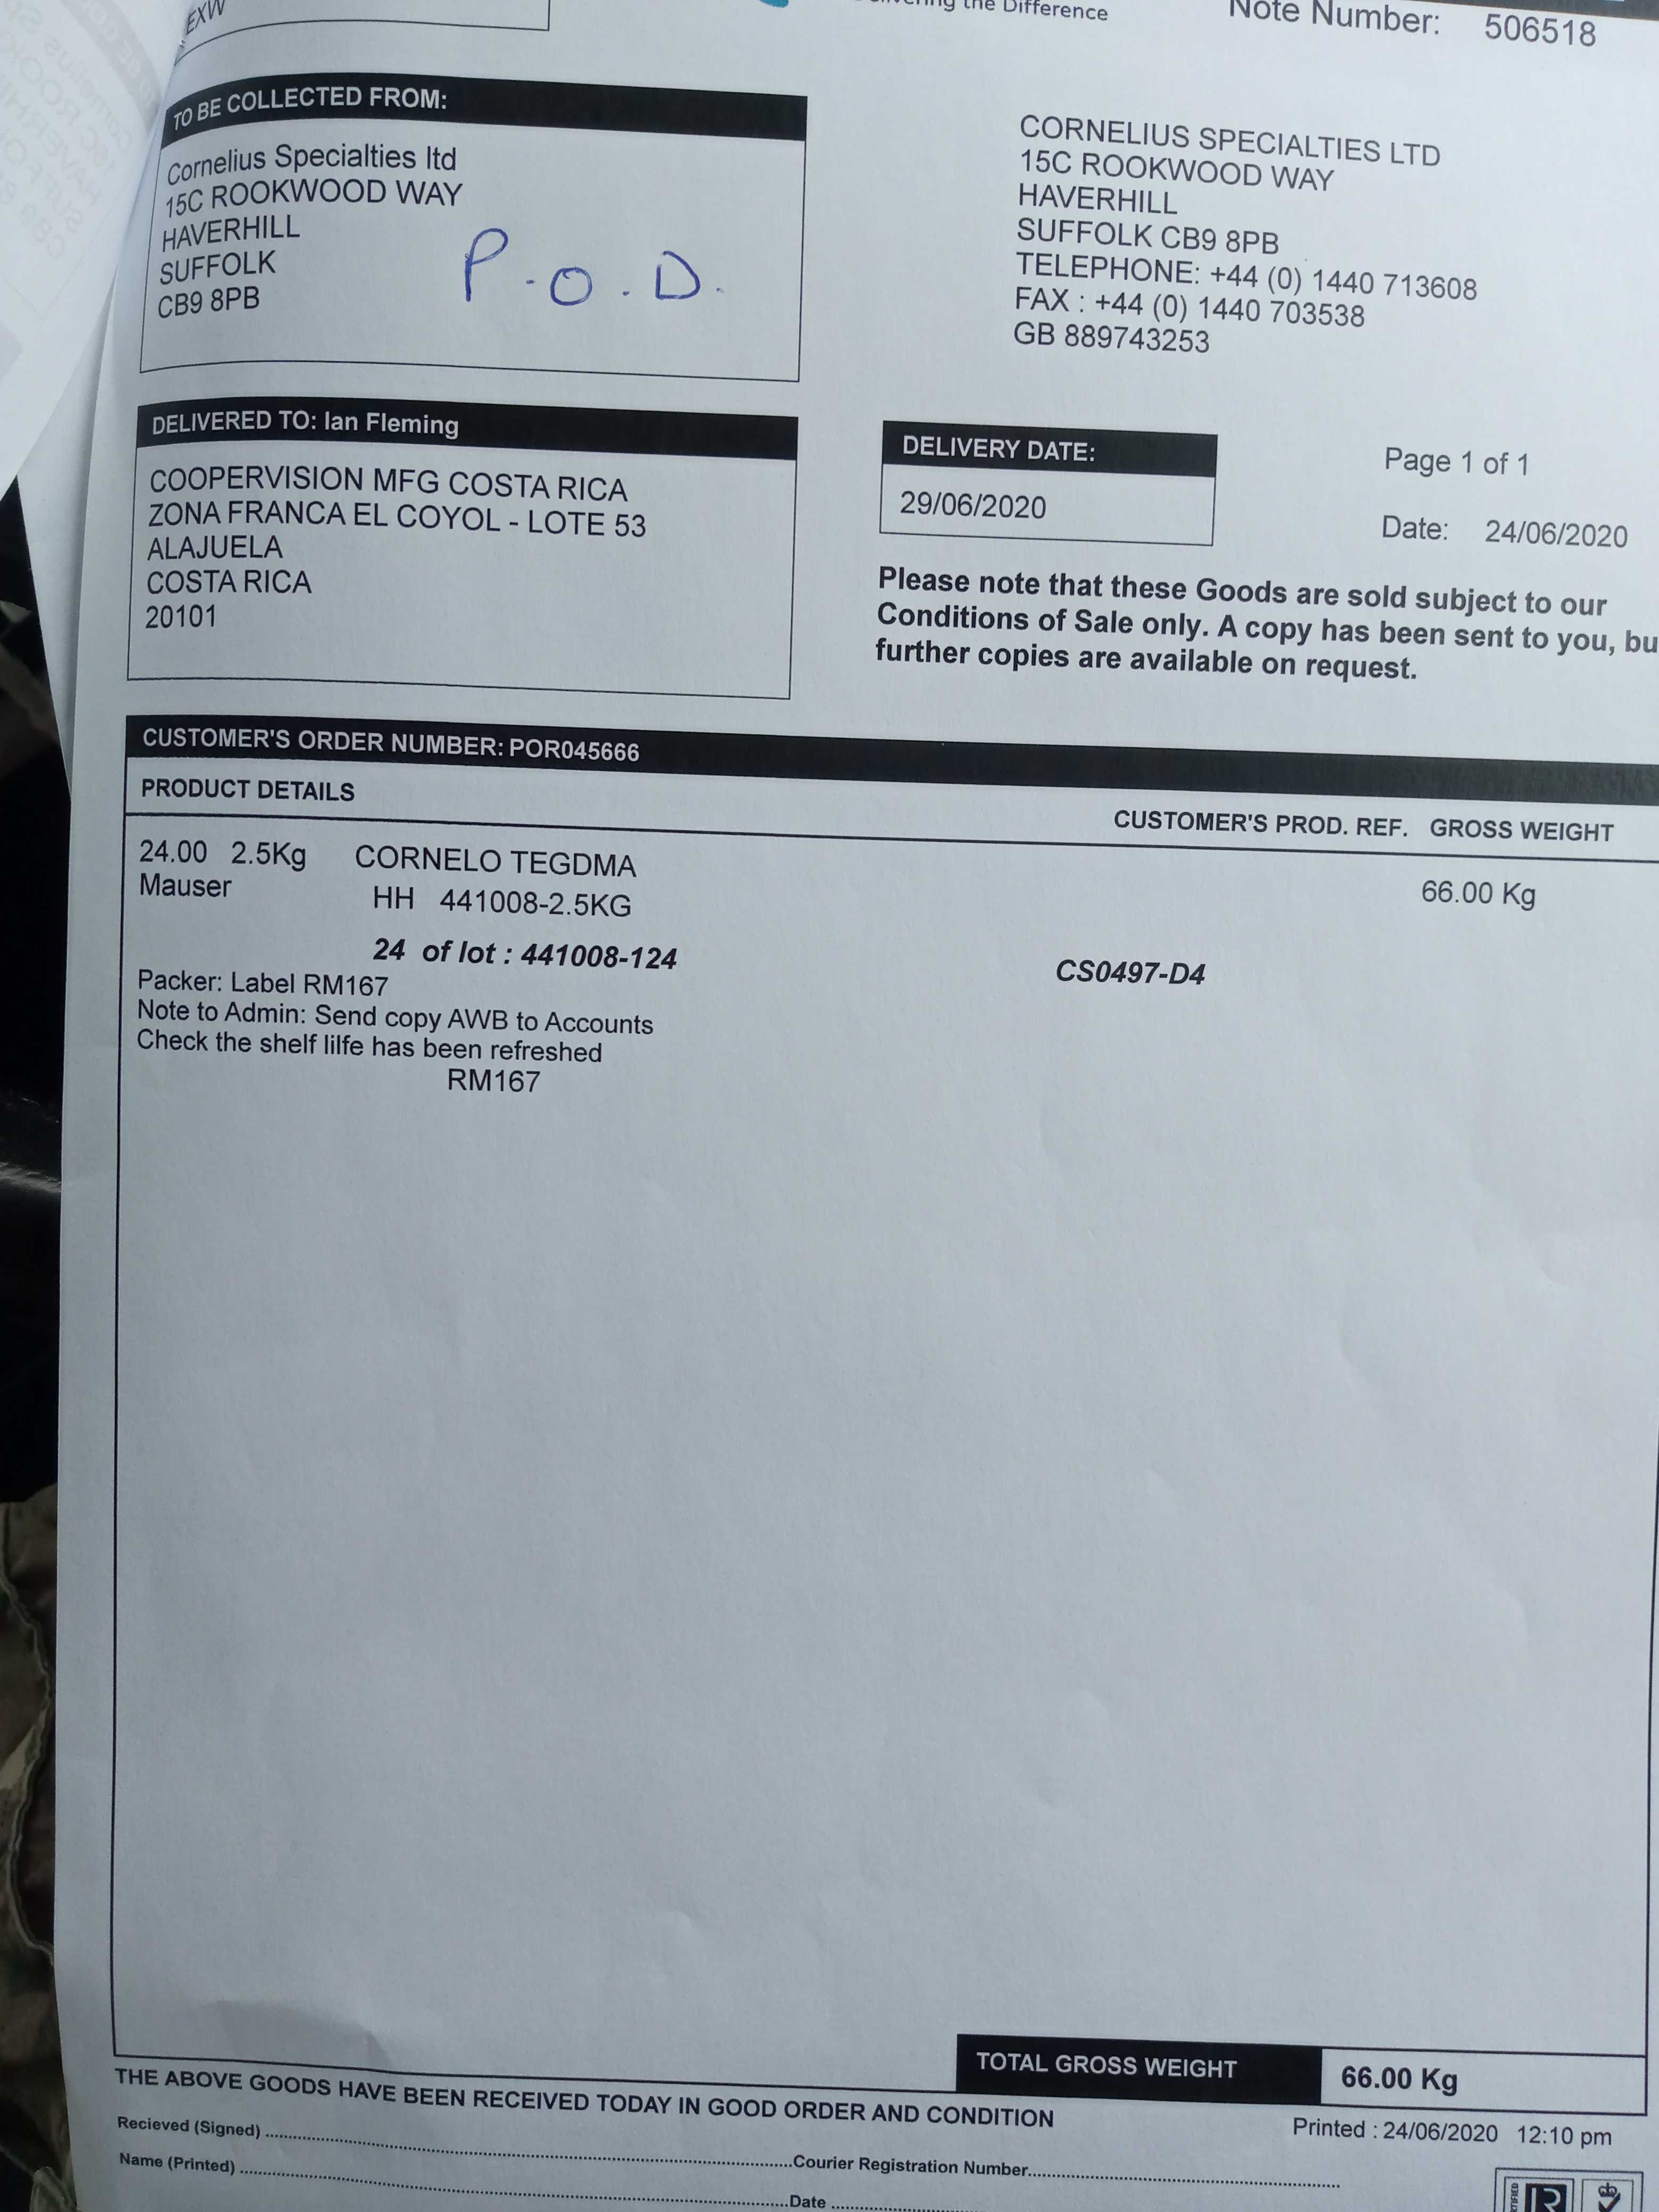 EXW
the Difference
Note Number: 506518
TO BE COLLECTED FROM:
Cornelius Specialties ltd
15C ROOKWOOD WAY
HAVERHILL
SUFFOLK
CB9 8PB
P.O.D.
CORNELIUS SPECIALTIES LTD
15C ROOKWOOD WAY
HAVERHILL
SUFFOLK CB9 8PB
TELEPHONE: +44 (0) 1440 713608
FAX : +44 (0) 1440 703538
GB 889743253
DELIVERED TO: Ian Fleming
COOPERVISION MFG COSTA RICA
ZONA FRANCA EL COYOL - LOTE 53
ALAJUELA
COSTA RICA
20101
DELIVERY DATE:
29/06/2020
Page 1 of 1
Date: 24/06/2020
Please note that these Goods are sold subject to our
Conditions of Sale only. A copy has been sent to you, bu
further copies are available on request.
CUSTOMER'S ORDER NUMBER: POR045666
PRODUCT DETAILS CUSTOMER'S PROD. REF. GROSS WEIGHT
24.00 2.5Kg CORNELO TEGDMA 66.00 Kg
Mauser HH 441008-2.5KG
24 of lot : 441008-124 CS0497-D4
Packer: Label RM167
Note to Admin: Send copy AWB to Accounts
Check the shelf lilfe has been refreshed
RM167
TOTAL GROSS WEIGHT 66.00 Kg
THE ABOVE GOODS HAVE BEEN RECEIVED TODAY IN GOOD ORDER AND CONDITION
Printed : 24/06/2020 12:10 pm
Recieved (Signed) Courier Registration Number
Name (Printed) Date